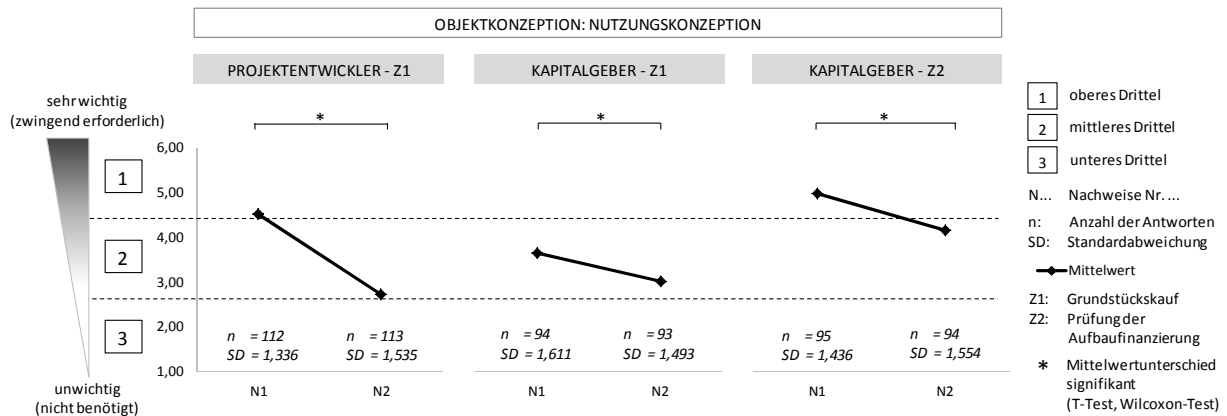 OBJEKTKONZEPTION: NUTZUNGSKONZEPTION
PROJEKTENTWICKLER - Z1
KAPITALGEBER - Z1
KAPITALGEBER - Z2
sehr wichtig
(zwingend erforderlich)
1
2
3
unwichtig
(nicht benötigt)
6,00
5,00
4,00
3,00
2,00
1,00
*
n = 112
SD = 1,336
n = 113
SD = 1,535
N1
N2
*
n = 94
SD = 1,611
n = 93
SD = 1,493
N1
N2
*
n = 95
SD = 1,436
n = 94
SD = 1,554
N1
N2
1 oberes Drittel
2 mittleres Drittel
3 unteres Drittel
N... Nachweise Nr. ...
n: Anzahl der Antworten
SD: Standardabweichung
Mittelwert
Z1: Grundstückskauf
Z2: Prüfung der
Aufbaufinanzierung
* Mittelwertunterschied
signifikant
(T-Test, Wilcoxon-Test)